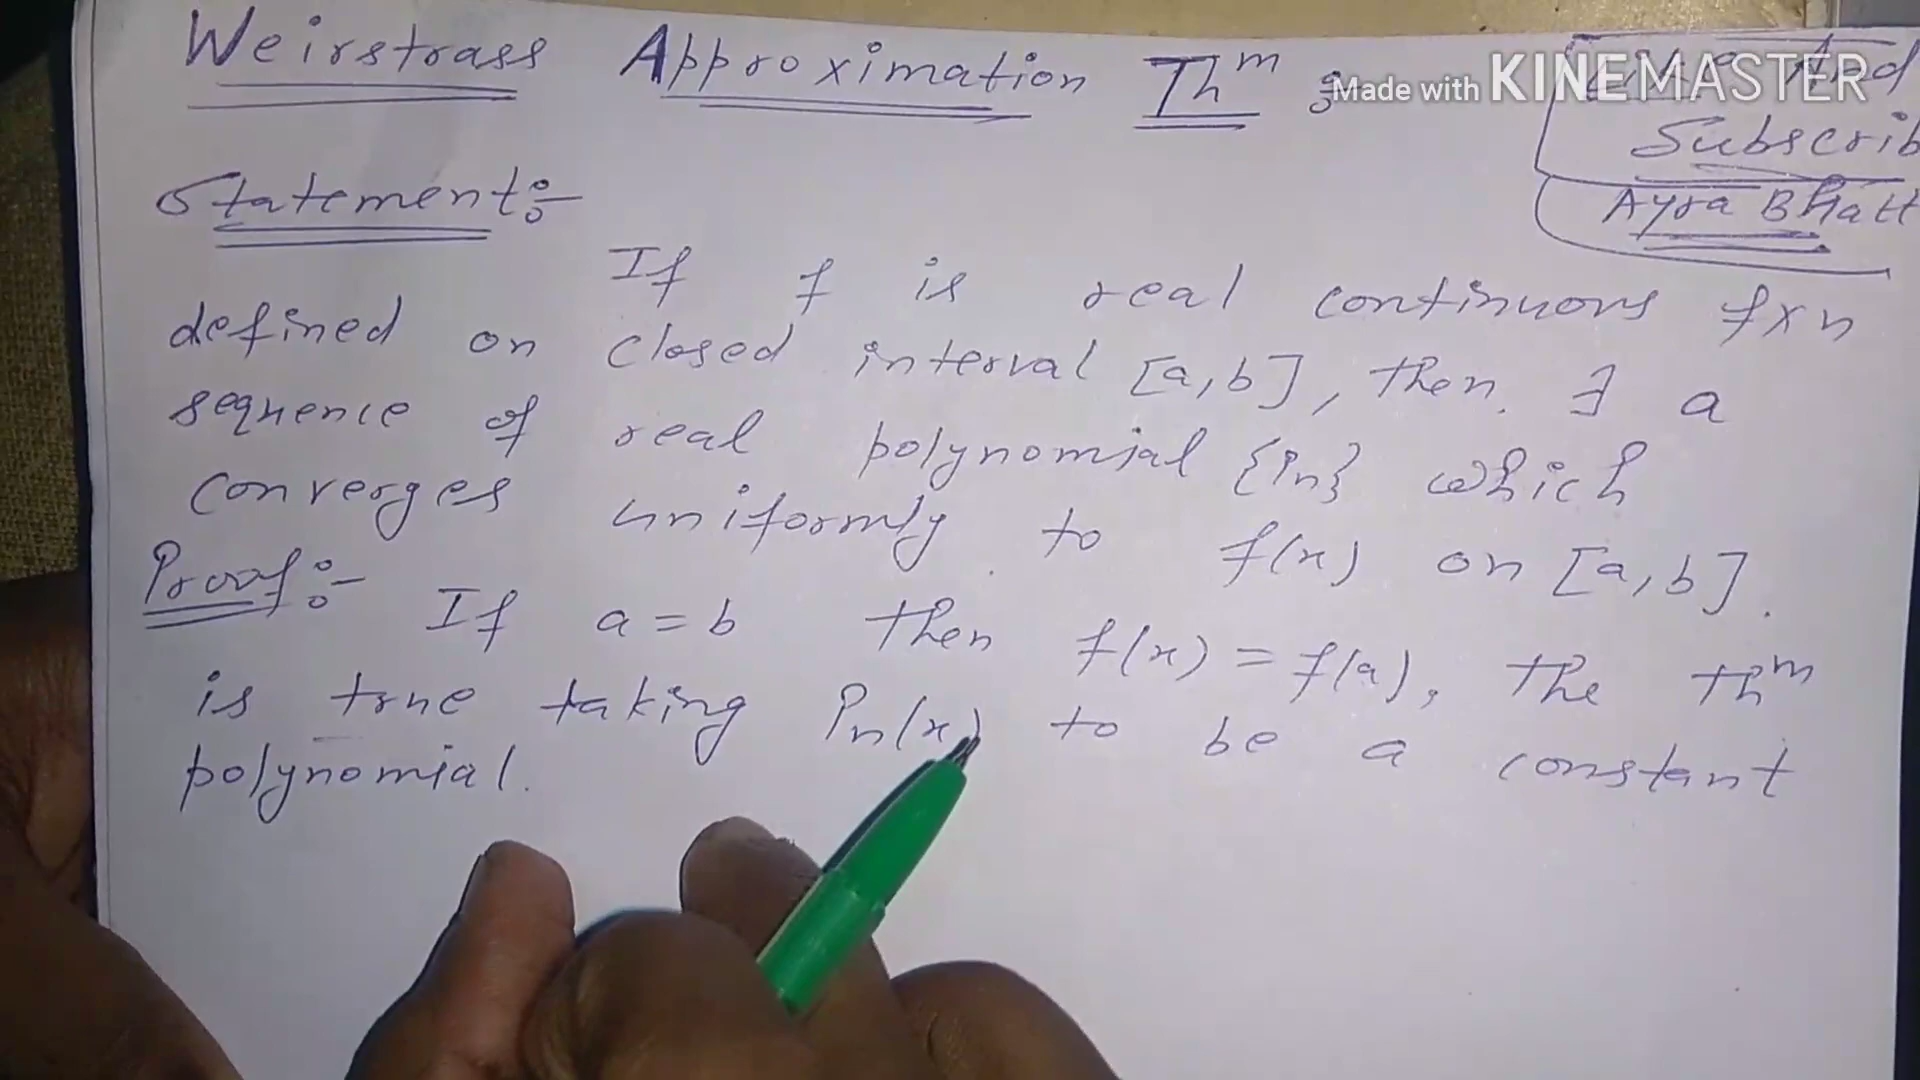 Weirstrass Approximation Thm :-
Made with KINEMASTER
And
Subscrib
Ayra Bhatt
Statement:-
If f is real continuous fxn
defined on closed interval [a,b], then ∃ a
sequence of real polynomial {Pn} which
converges uniformly to f(x) on [a,b].
Proof:- If a=b then f(x)=f(a), the thm
is true taking Pn(x) to be a constant
polynomial.